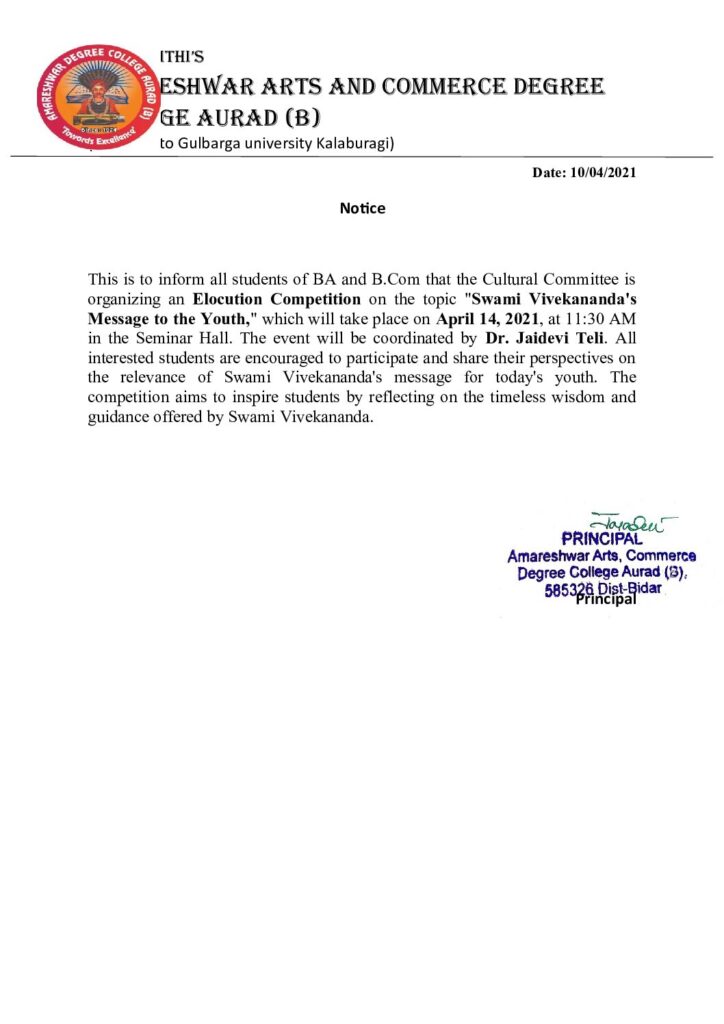 ITHI'S
ESHWAR ARTS AND COMMERCE DEGREE
GE AURAD (B)
to Gulbarga university Kalaburagi)
AMARESHWAR DEGREE COLLEGE AURAD (B)
"Towards Excellence"
Date: 10/04/2021
Notice
This is to inform all students of BA and B.Com that the Cultural Committee is
organizing an Elocution Competition on the topic "Swami Vivekananda's
Message to the Youth," which will take place on April 14, 2021, at 11:30 AM
in the Seminar Hall. The event will be coordinated by Dr. Jaidevi Teli. All
interested students are encouraged to participate and share their perspectives on
the relevance of Swami Vivekananda's message for today's youth. The
competition aims to inspire students by reflecting on the timeless wisdom and
guidance offered by Swami Vivekananda.
PRINCIPAL
Amareshwar Arts, Commerce
Degree College Aurad (B),
585326 Dist-Bidar
Principal